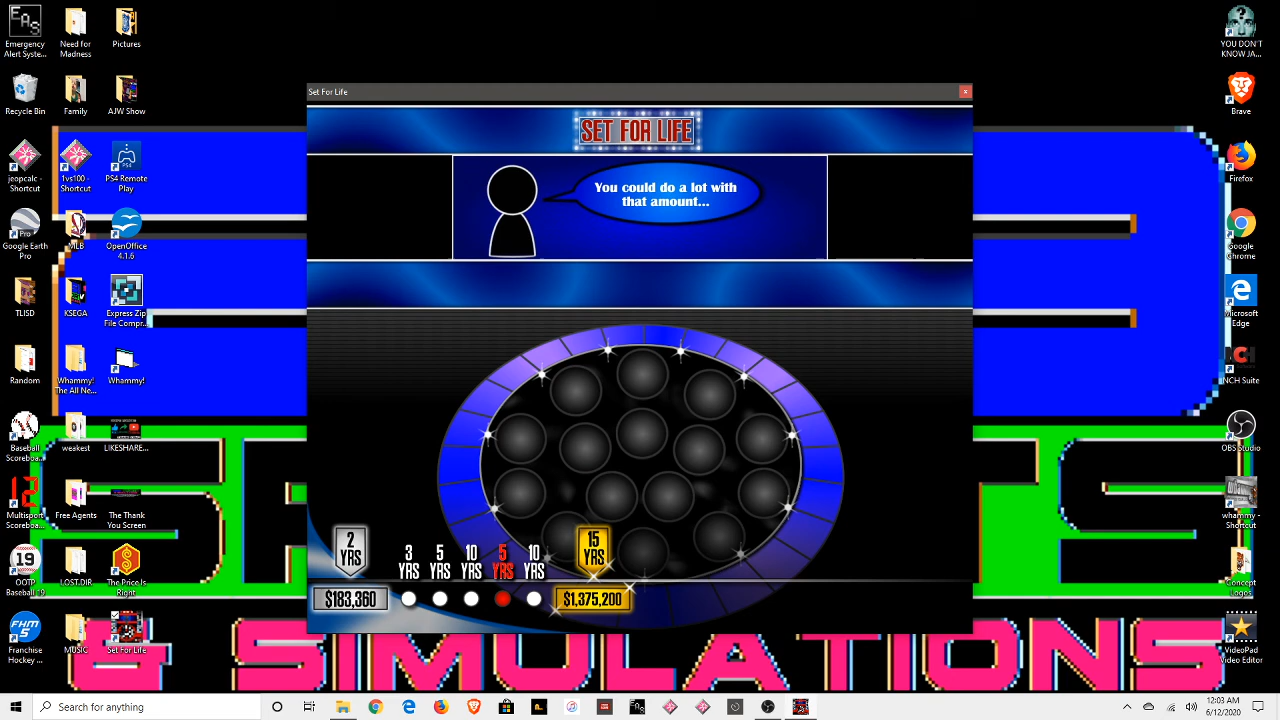 Emergency
Alert Syste...
Need for
Madness
Pictures
YOU DON'T
KNOW JA...
Recycle Bin
Family
AJW Show
Brave
Set For Life
SET FOR LIFE
You could do a lot with
that amount...
1vs100 -
Shortcut
PS4 Remote
Play
Shortcut
Firefox
Google Earth
Pro
MLB
OpenOffice
4.1.6
Google
Chrome
TLISD
KSEGA
Express Zip
File Compr...
Microsoft
Edge
Random
Whammy!
The All Ne...
Whammy!
NCH Suite
Baseball
Scoreboa...
weakest
LIKESHARE...
OBS Studio
Multisport
Scoreboa...
Free Agents
The Thank
You Screen
whammy -
Shortcut
OOTP
Baseball 19
LOST.DIR
The Price Is
Right
Concept
Logos
2
YRS
3
YRS
5
YRS
10
YRS
5
YRS
10
YRS
15
YRS
$183,360
$1,375,200
Franchise
Hockey ...
MUSIC
Set For Life
VideoPad
Video Editor
& SIMULATIONS
Search for anything
12:03 AM
6/12/2020